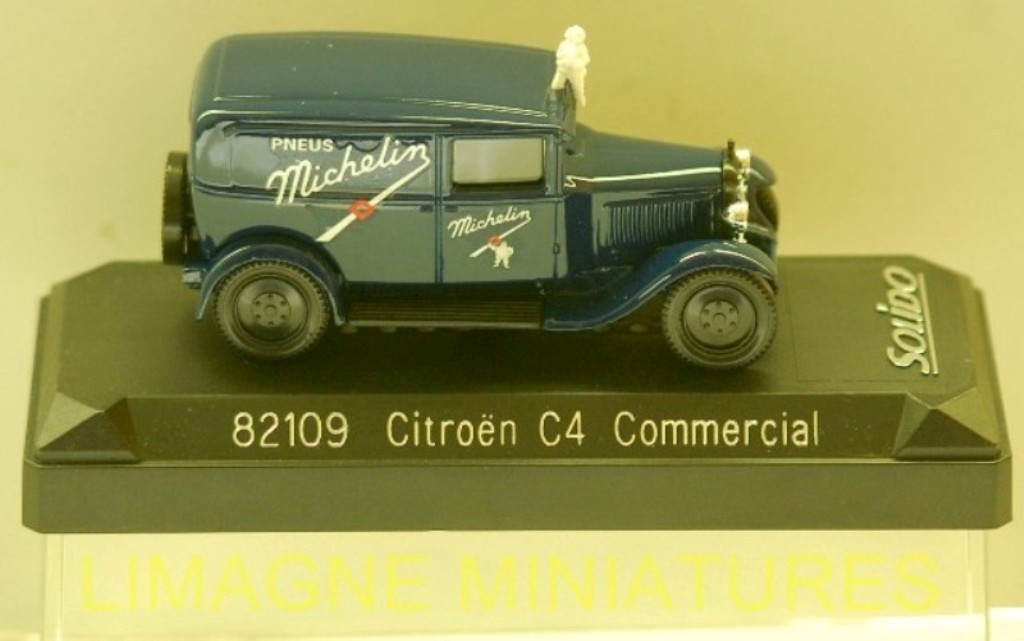 PNEUS
Michelin
Michelin
SOLIDO
82109 Citroën C4 Commercial
LIMAGNE MINIATURES